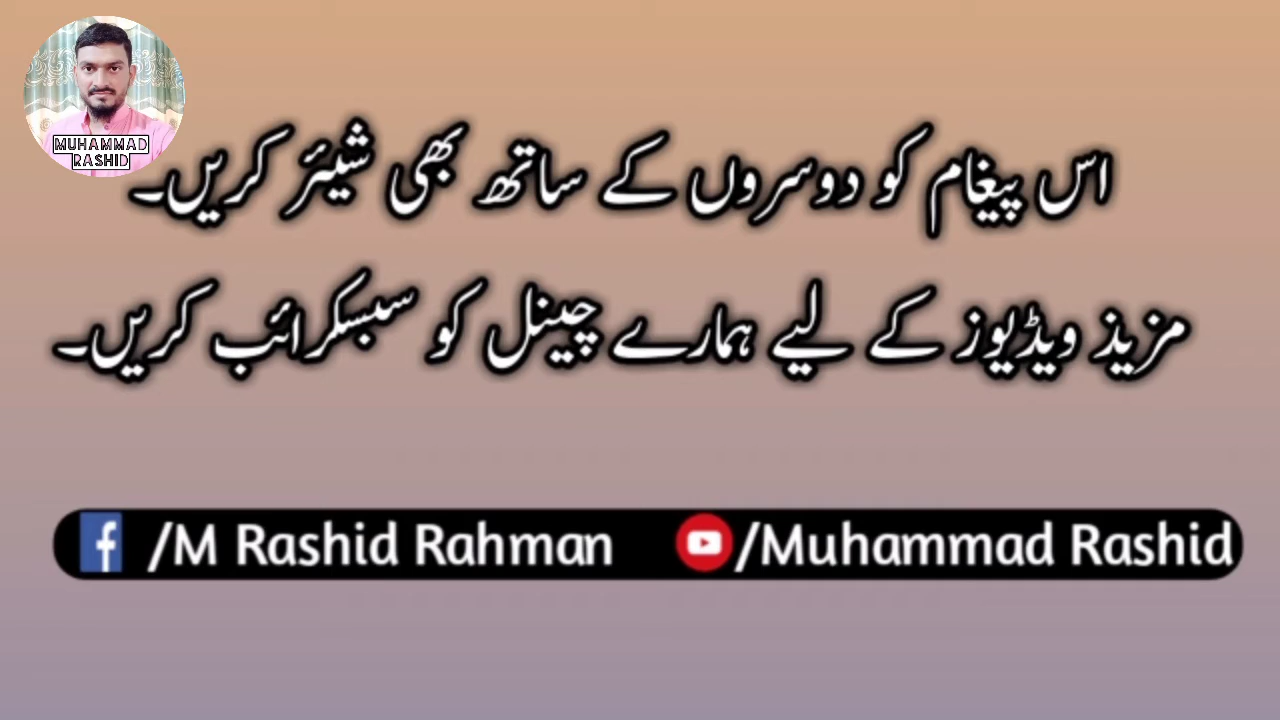 MUHAMMAD
RASHID
اس پیغام کو دوسروں کے ساتھ بھی شیئر کریں۔
مزیذ ویڈیوز کے لیے ہمارے چینل کو سبسکرائب کریں۔
/M Rashid Rahman /Muhammad Rashid